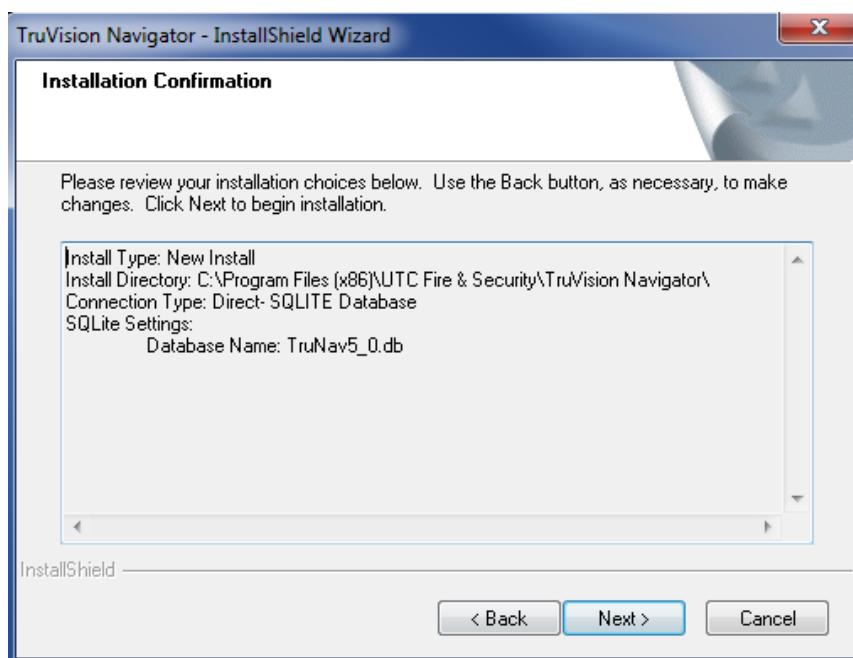 TruVision Navigator - InstallShield Wizard
Installation Confirmation
Please review your installation choices below.  Use the Back button, as necessary, to make
changes.  Click Next to begin installation.
Install Type: New Install
Install Directory: C:\Program Files (x86)\UTC Fire & Security\TruVision Navigator\
Connection Type: Direct- SQLITE Database
SQLite Settings:
Database Name: TruNav5_0.db
InstallShield
< Back
Next >
Cancel